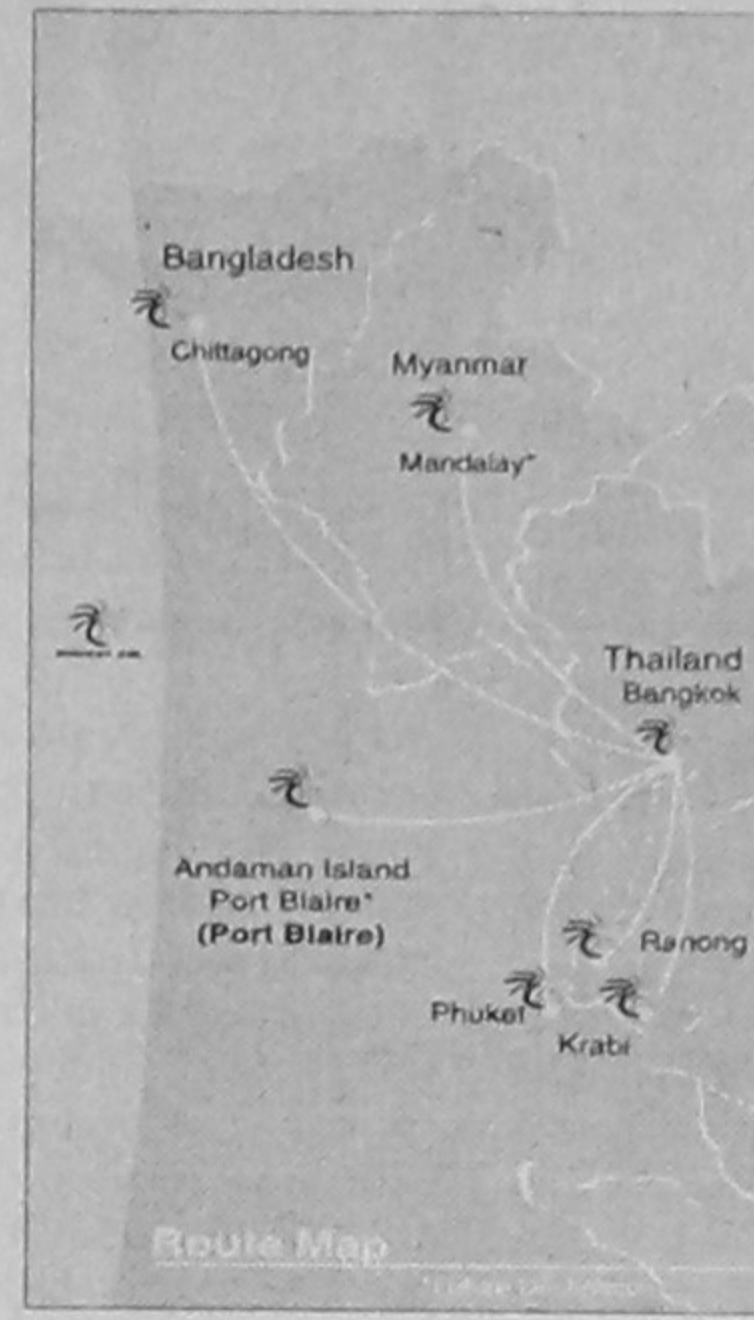 Bangladesh
Chittagong
Myanmar
Mandalay*
Thailand
Bangkok
Andaman Island
Port Blaire*
(Port Blaire)
Ranong
Phuket
Krabi
Route Map